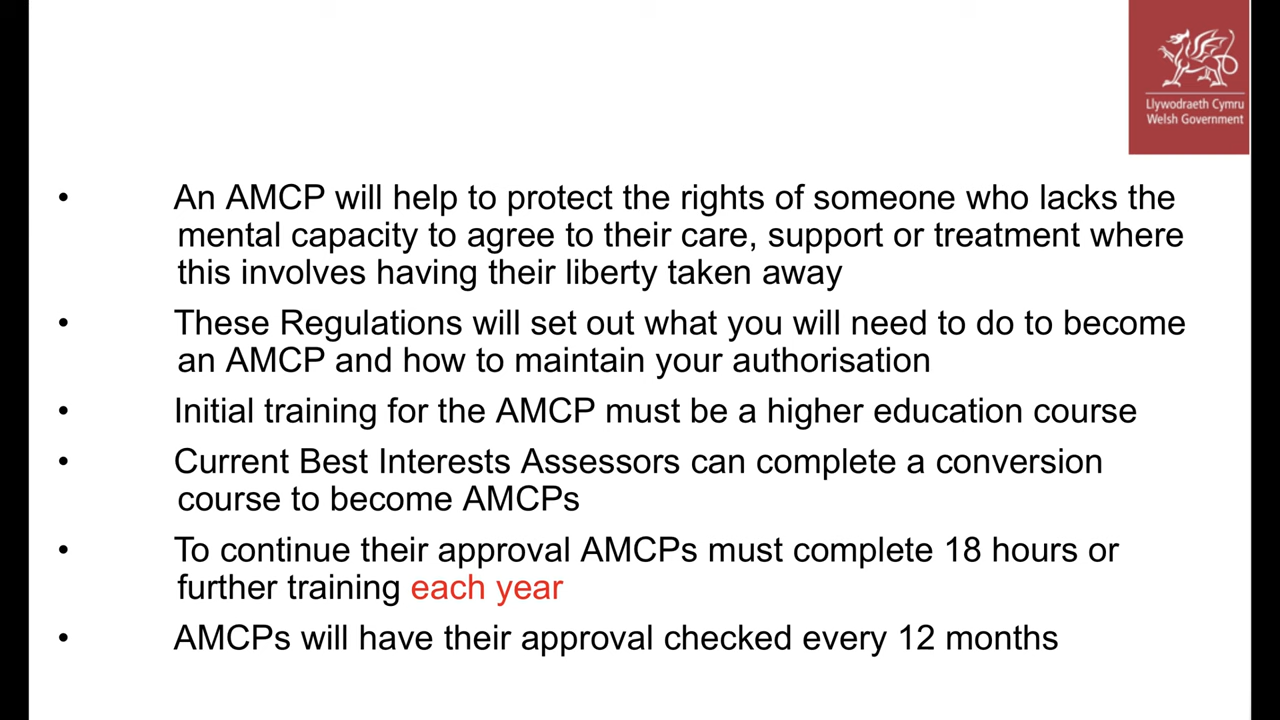 Llywodraeth Cymru
Welsh Government
• An AMCP will help to protect the rights of someone who lacks the
mental capacity to agree to their care, support or treatment where
this involves having their liberty taken away
• These Regulations will set out what you will need to do to become
an AMCP and how to maintain your authorisation
• Initial training for the AMCP must be a higher education course
• Current Best Interests Assessors can complete a conversion
course to become AMCPs
• To continue their approval AMCPs must complete 18 hours or
further training each year
• AMCPs will have their approval checked every 12 months